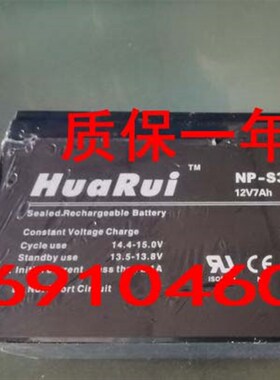 质保一年
HuaRui™
NP-S
12V7Ah
Sealed Rechargeable Battery
Constant Voltage Charge
Cycle use 14.4-15.0V
Standby use 13.5-13.8V
6910460